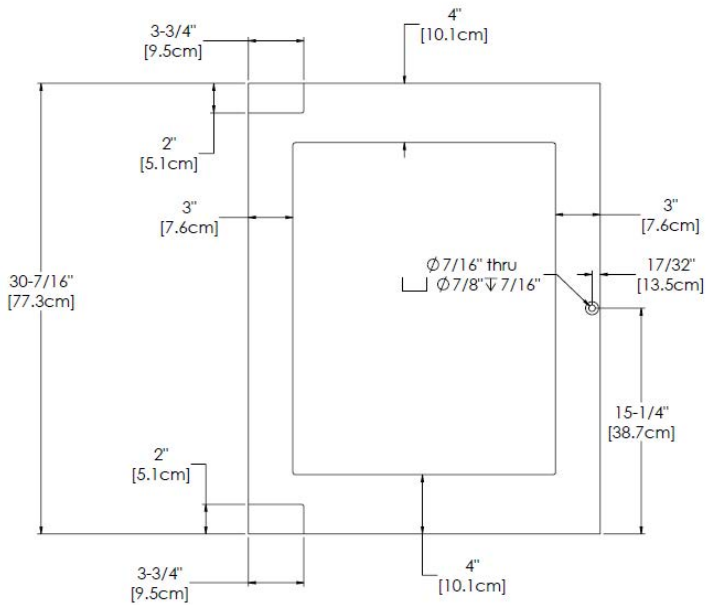 3-3/4"
[9.5cm]
4"
[10.1cm]
2"
[5.1cm]
3"
[7.6cm]
3"
[7.6cm]
30-7/16"
[77.3cm]
⌀ 7/16" thru
⌴ ⌀ 7/8" ↧ 7/16"
17/32"
[13.5cm]
15-1/4"
[38.7cm]
2"
[5.1cm]
3-3/4"
[9.5cm]
4"
[10.1cm]